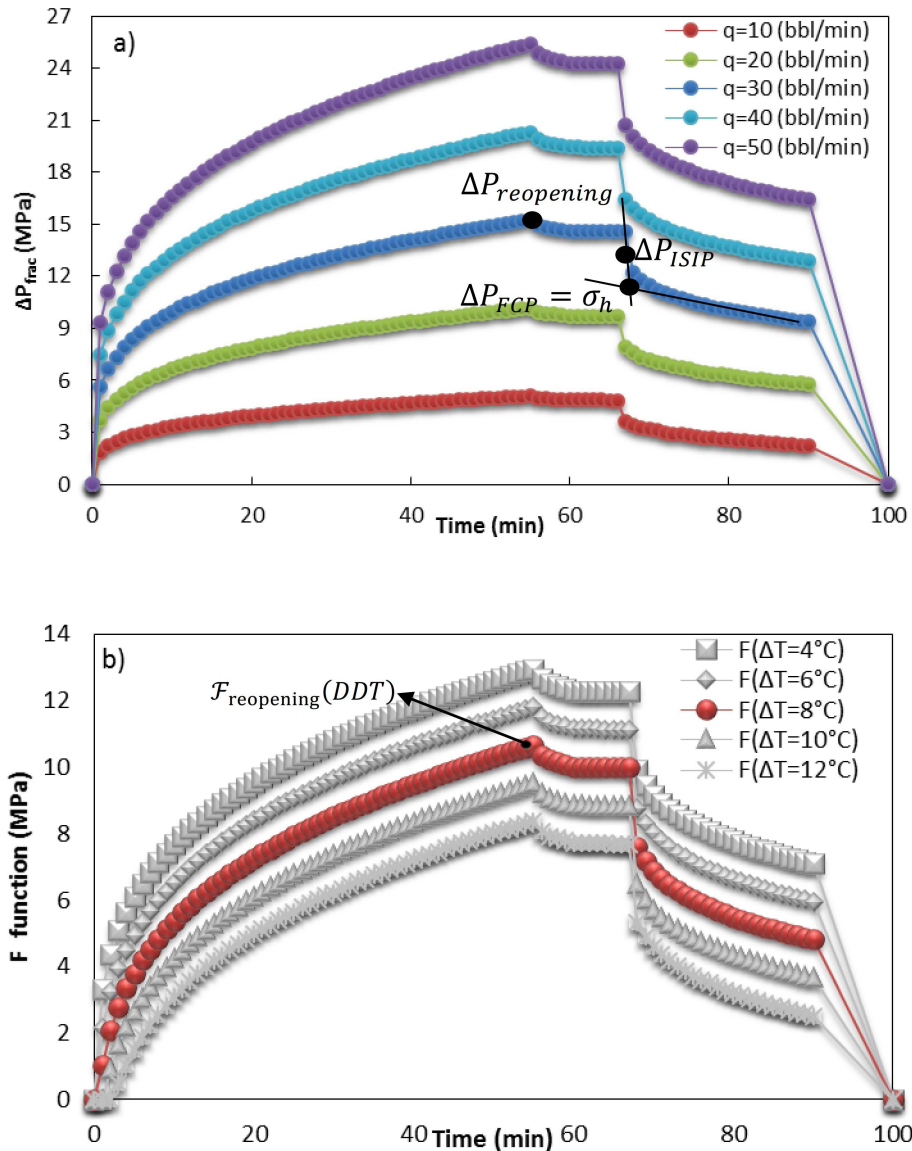 a)
27
24
21
18
15
12
9
6
3
0
ΔP_frac (MPa)
q=10 (bbl/min)
q=20 (bbl/min)
q=30 (bbl/min)
q=40 (bbl/min)
q=50 (bbl/min)
ΔP_reopening
ΔP_ISIP
ΔP_FCP = σ_h
0 20 40 60 80 100
Time (min)
b)
14
12
10
8
6
4
2
0
F function (MPa)
F(ΔT=4°C)
F(ΔT=6°C)
F(ΔT=8°C)
F(ΔT=10°C)
F(ΔT=12°C)
ℱ_reopening(DDT)
0 20 40 60 80 100
Time (min)